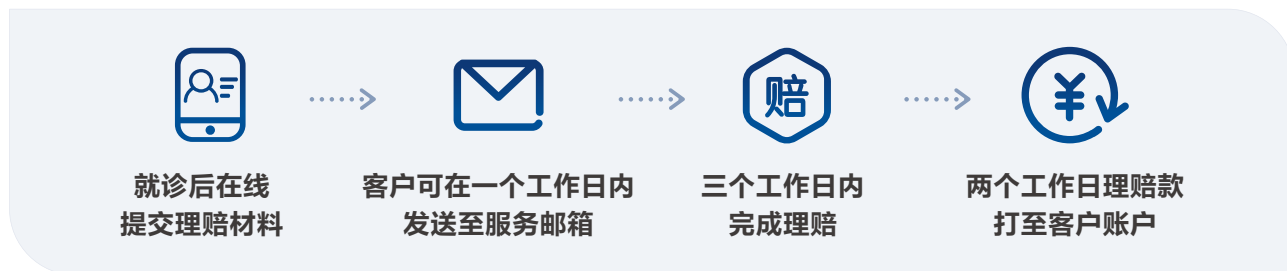 赔
就诊后在线
提交理赔材料
客户可在一个工作日内
发送至服务邮箱
三个工作日内
完成理赔
¥
两个工作日理赔款
打至客户账户